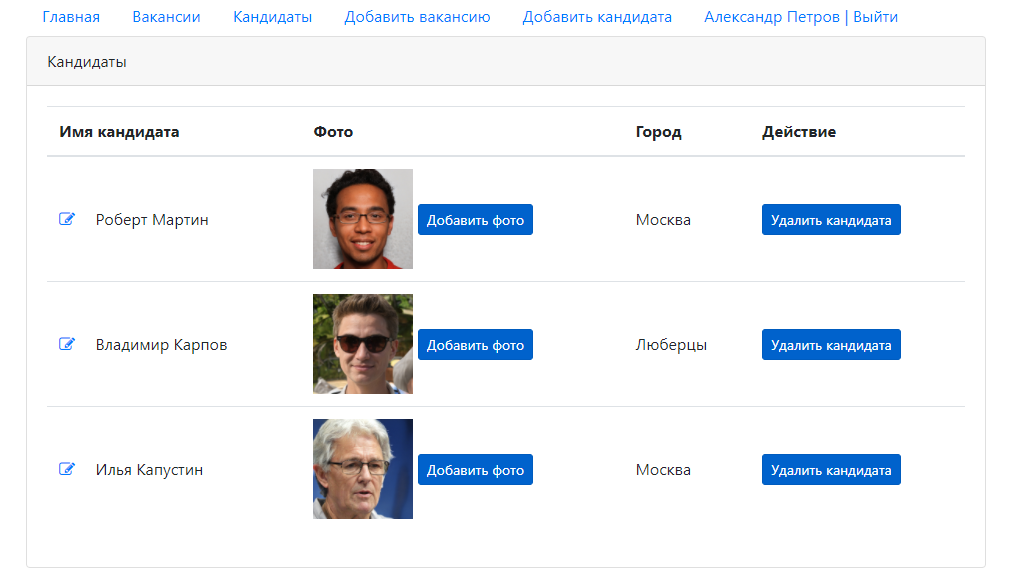 Главная Вакансии Кандидаты Добавить вакансию Добавить кандидата Александр Петров | Выйти
Кандидаты
Имя кандидата Фото Город Действие
Роберт Мартин Добавить фото Москва Удалить кандидата
Владимир Карпов Добавить фото Люберцы Удалить кандидата
Илья Капустин Добавить фото Москва Удалить кандидата